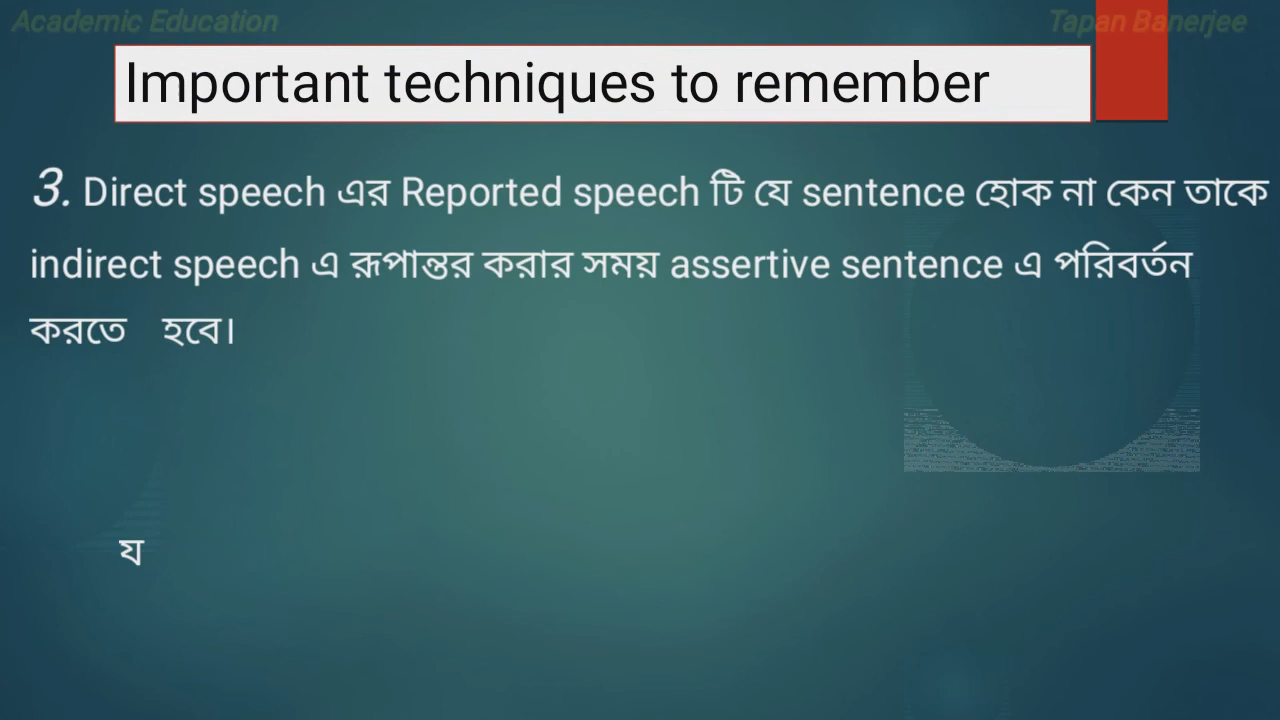 Academic Education Tapan Banerjee
Important techniques to remember
3. Direct speech এর Reported speech টি যে sentence হোক না কেন তাকে
indirect speech এ রূপান্তর করার সময় assertive sentence এ পরিবর্তন
করতে হবে।
য